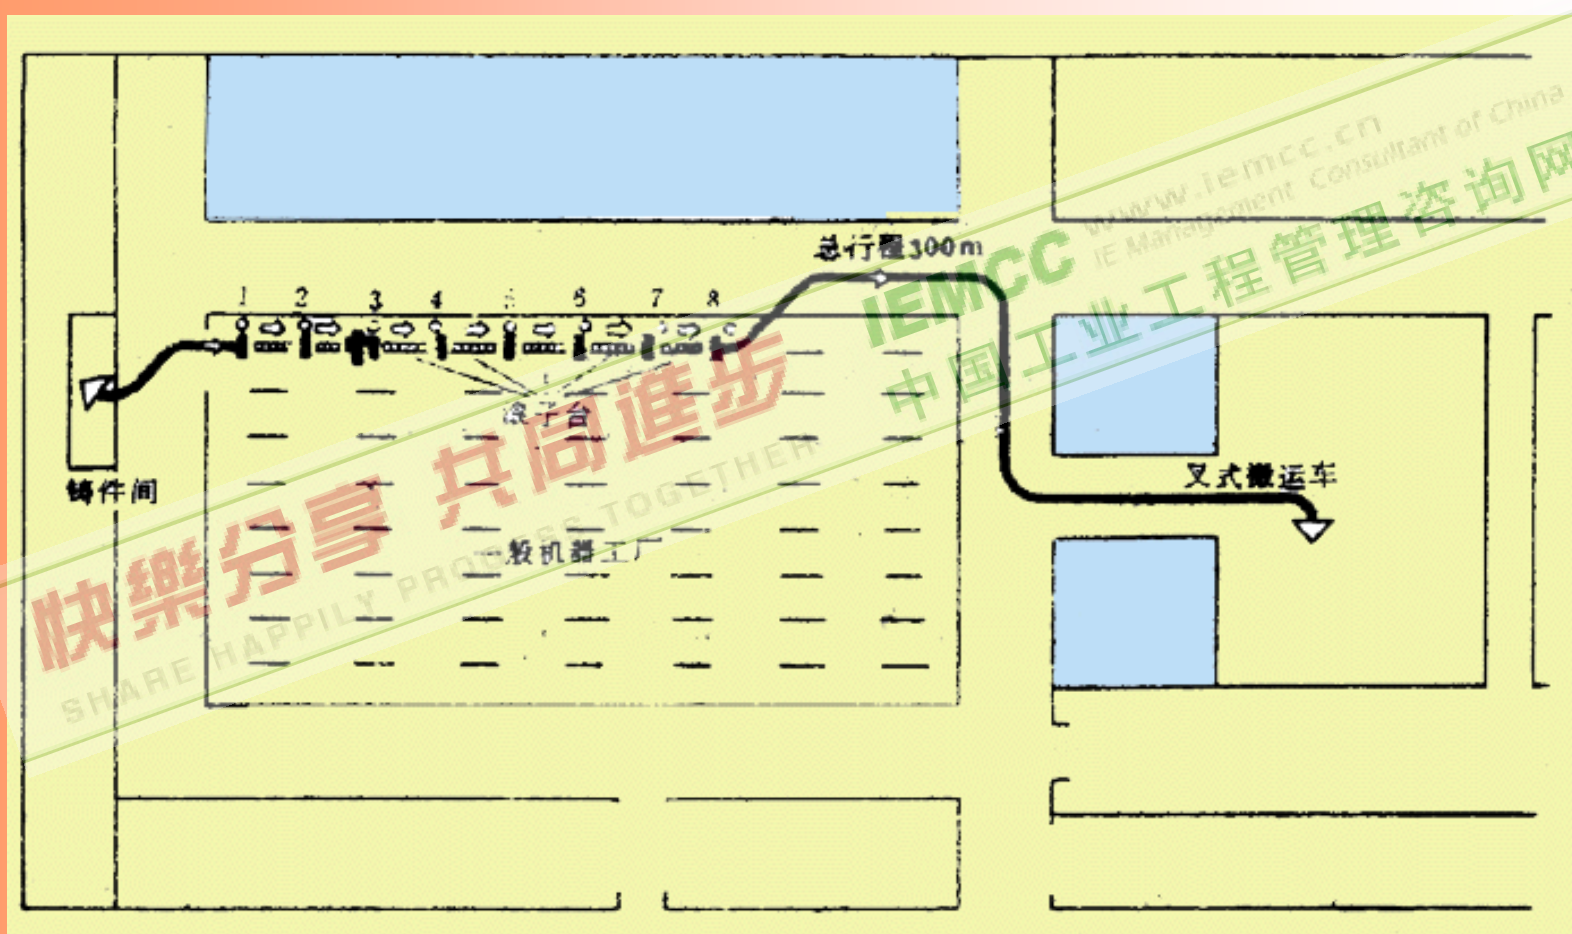 总行程300m
1 2 3 4 5 6 7 8
滚子台
铸件间
叉式搬运车
一般机器工厂
www.iemcc.cn
IE Management Consultant of China
IEMCC
中国工业工程管理咨询网
快樂分享 共同進步
SHARE HAPPILY PROGRESS TOGETHER